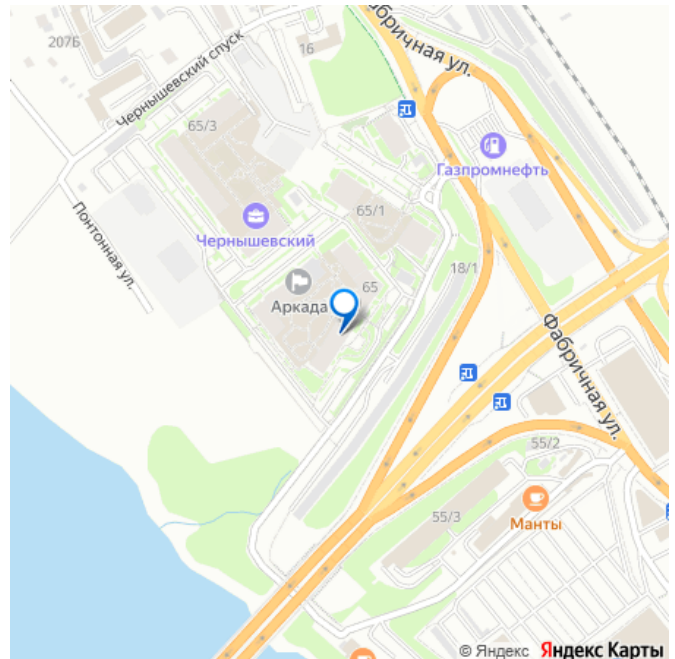 Фабричная ул.
207Б
16
Чернышевский спуск
65/3
Газпромнефть
Понтонная ул.
65/1
Чернышевский
18/1
65
Аркада
Фабричная ул.
55/2
55/3
Манты
© Яндекс Яндекс Карты